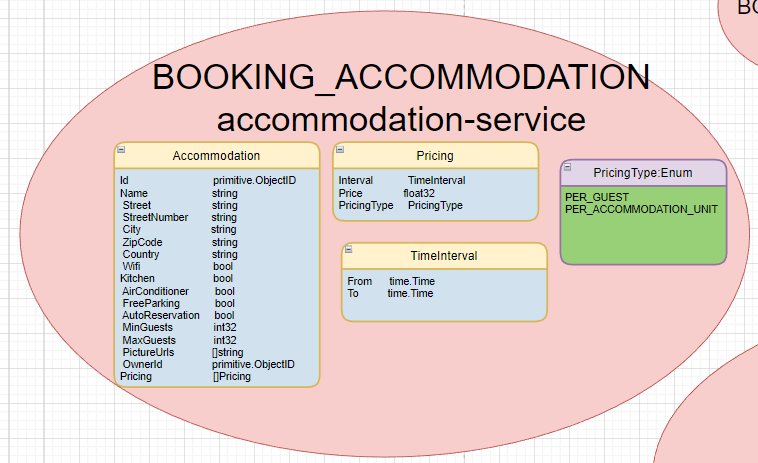 BO
BOOKING_ACCOMMODATION
accommodation-service
Accommodation
Id primitive.ObjectID
Name string
Street string
StreetNumber string
City string
ZipCode string
Country string
Wifi bool
Kitchen bool
AirConditioner bool
FreeParking bool
AutoReservation bool
MinGuests int32
MaxGuests int32
PictureUrls []string
OwnerId primitive.ObjectID
Pricing []Pricing
Pricing
Interval TimeInterval
Price float32
PricingType PricingType
TimeInterval
From time.Time
To time.Time
PricingType:Enum
PER_GUEST
PER_ACCOMMODATION_UNIT